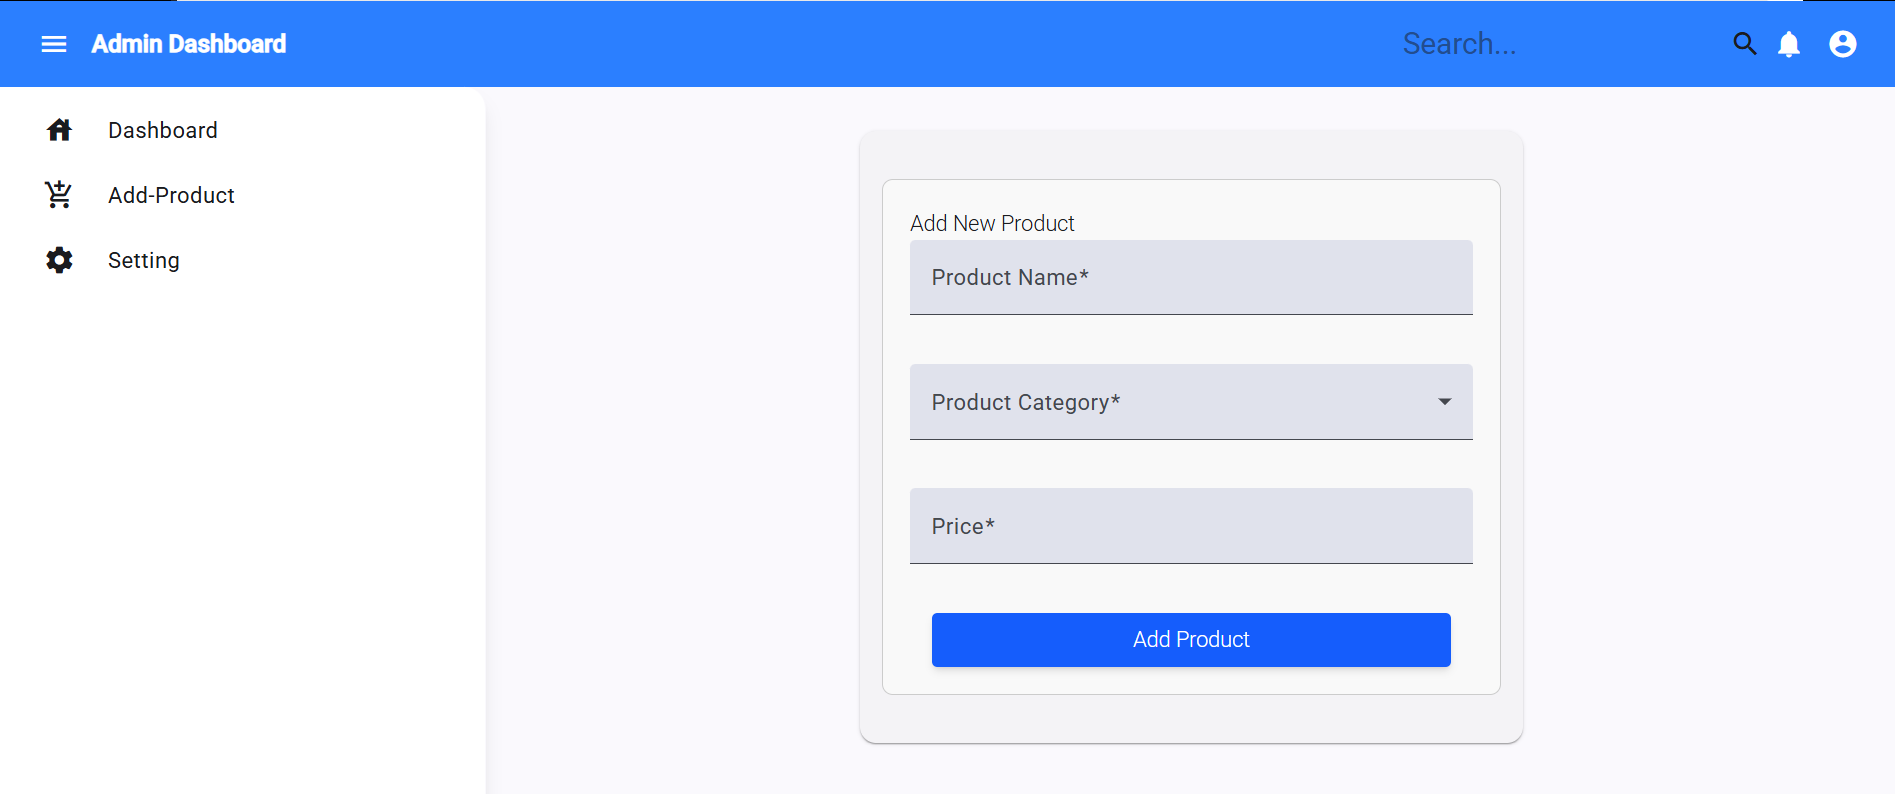 Admin Dashboard
Search...
Dashboard
Add-Product
Setting
Add New Product
Product Name*
Product Category*
Price*
Add Product